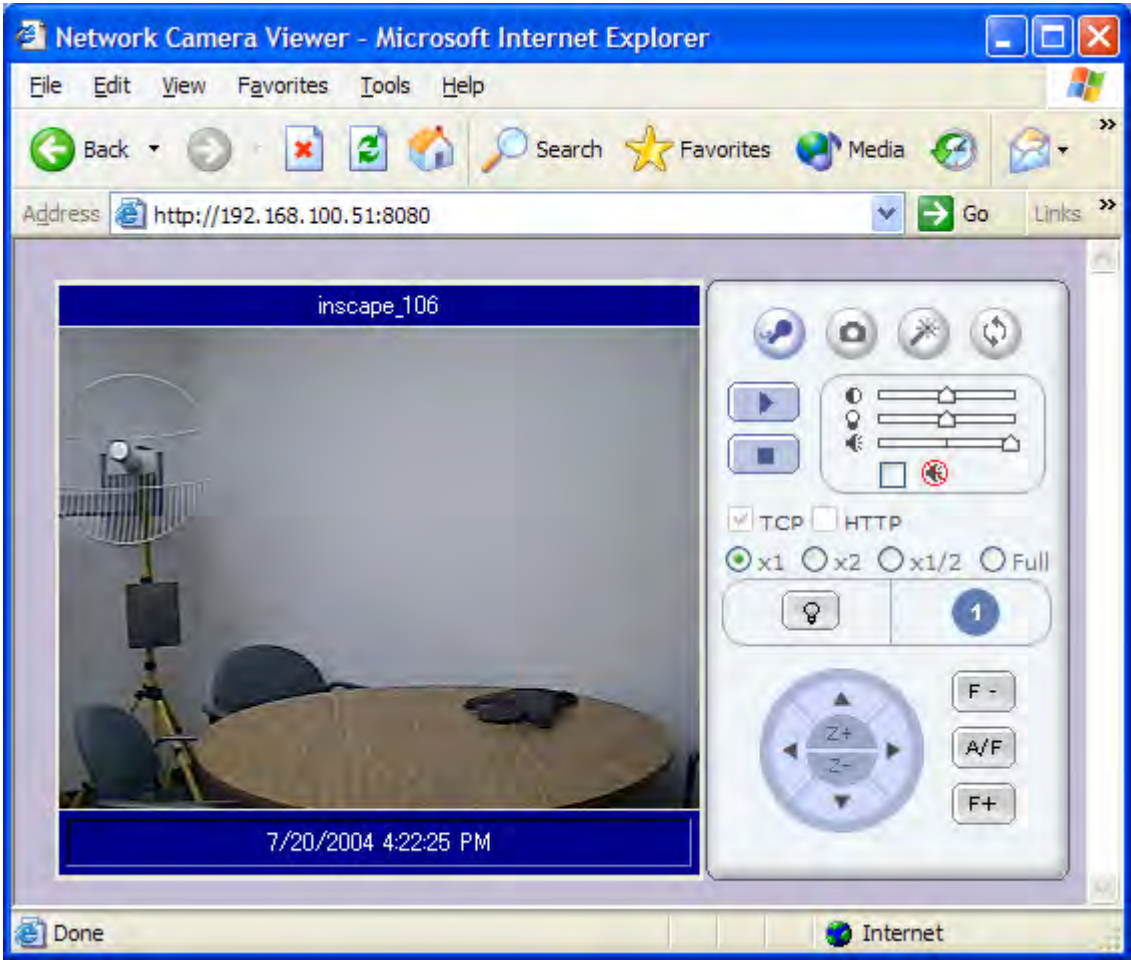 Network Camera Viewer - Microsoft Internet Explorer
File Edit View Favorites Tools Help
Back Search Favorites Media
Address http://192.168.100.51:8080 Go Links
inscape_106
TCP HTTP
x1 x2 x1/2 Full
1
F -
Z+
A/F
Z-
F+
7/20/2004 4:22:25 PM
Done Internet